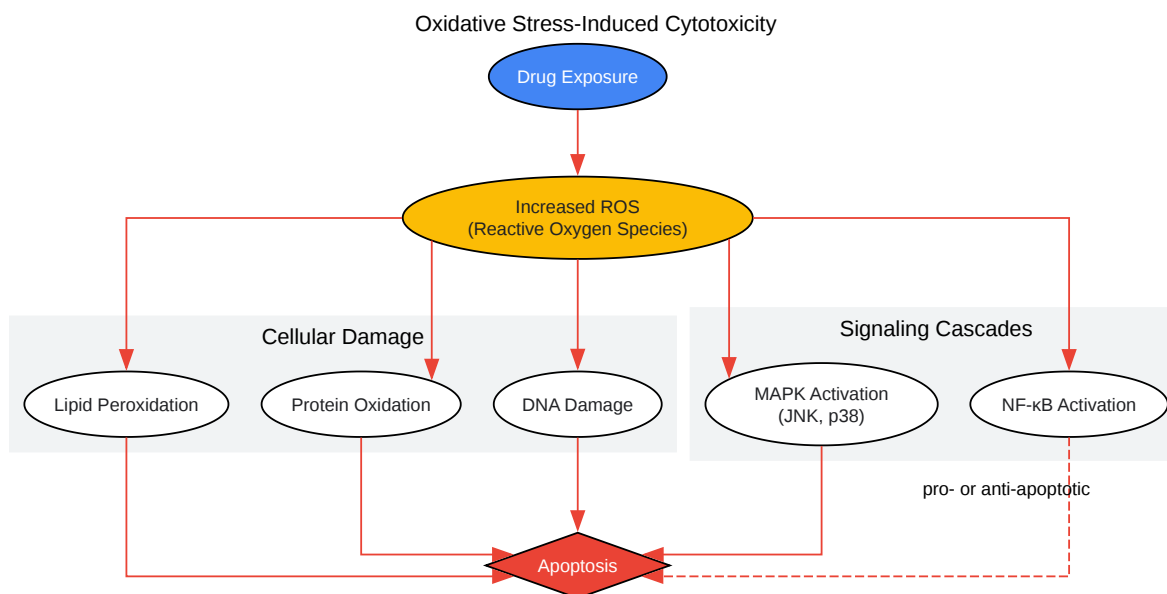 Oxidative Stress-Induced Cytotoxicity
Drug Exposure
Increased ROS
(Reactive Oxygen Species)
Cellular Damage
Signaling Cascades
Lipid Peroxidation
Protein Oxidation
DNA Damage
MAPK Activation
(JNK, p38)
NF-κB Activation
pro- or anti-apoptotic
Apoptosis